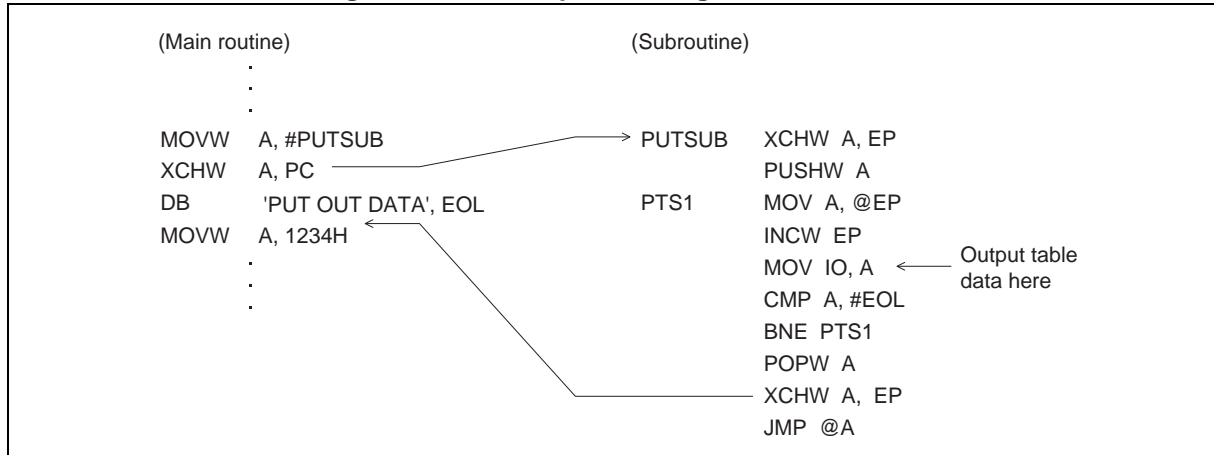 (Main routine) (Subroutine)
.
.
.
MOVW A, #PUTSUB PUTSUB XCHW A, EP
XCHW A, PC PUSHW A
DB 'PUT OUT DATA', EOL PTS1 MOV A, @EP
MOVW A, 1234H INCW EP
. MOV IO, A Output table
. data here
. CMP A, #EOL
BNE PTS1
POPW A
XCHW A, EP
JMP @A